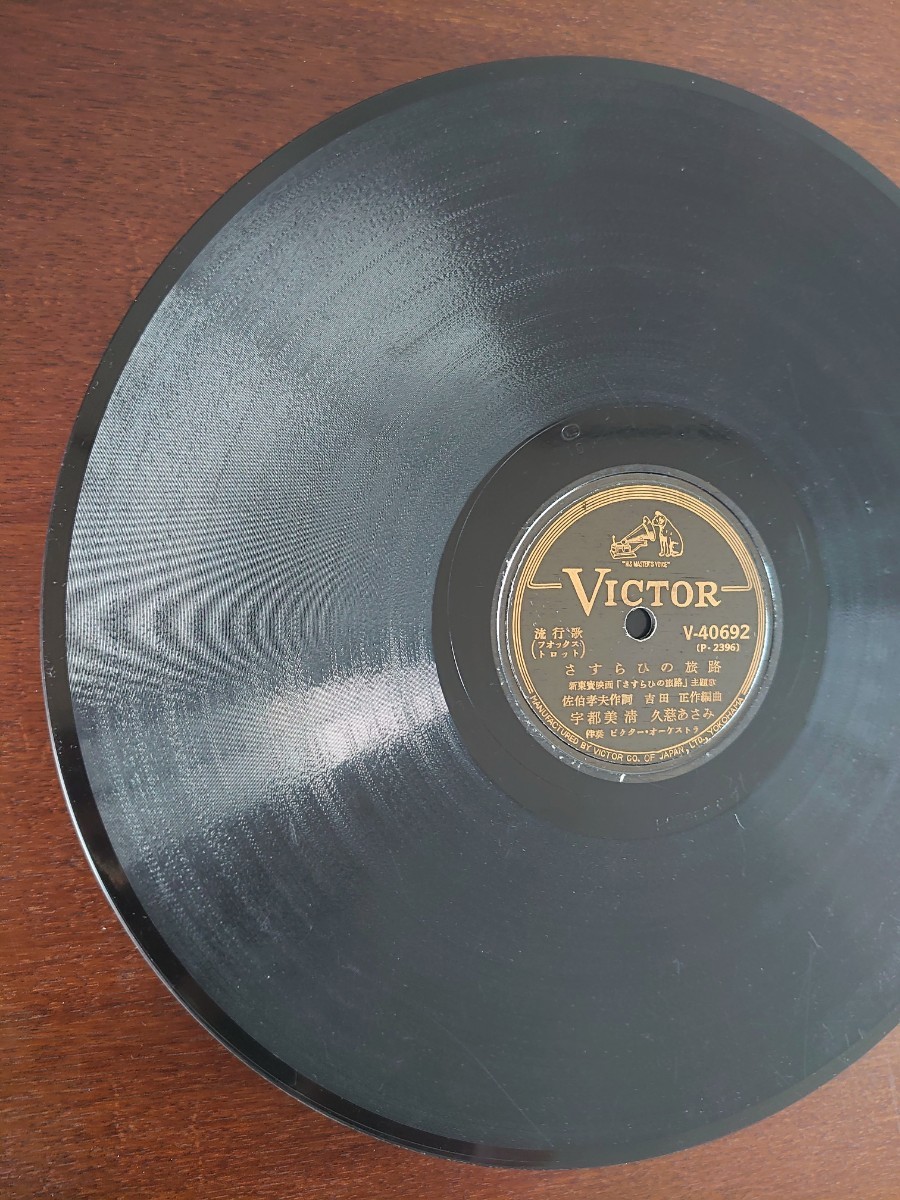 "HIS MASTER'S VOICE"
VICTOR
流行歌
(フオックス
トロット)
V-40692
(P-2396)
さすらひの旅路
新東寳映画「さすらひの旅路」主題歌
佐伯孝夫作詞 吉田 正作編曲
宇都美清 久慈あさみ
伴奏 ビクター・オーケストラ
MANUFACTURED BY VICTOR CO. OF JAPAN, LTD., YOKOHAMA